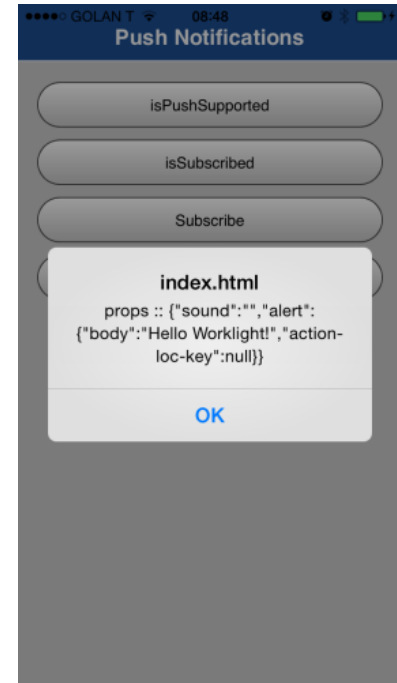 GOLAN T 08:48
Push Notifications
isPushSupported
isSubscribed
Subscribe
index.html
props :: {"sound":"","alert":
{"body":"Hello Worklight!","action-
loc-key":null}}
OK